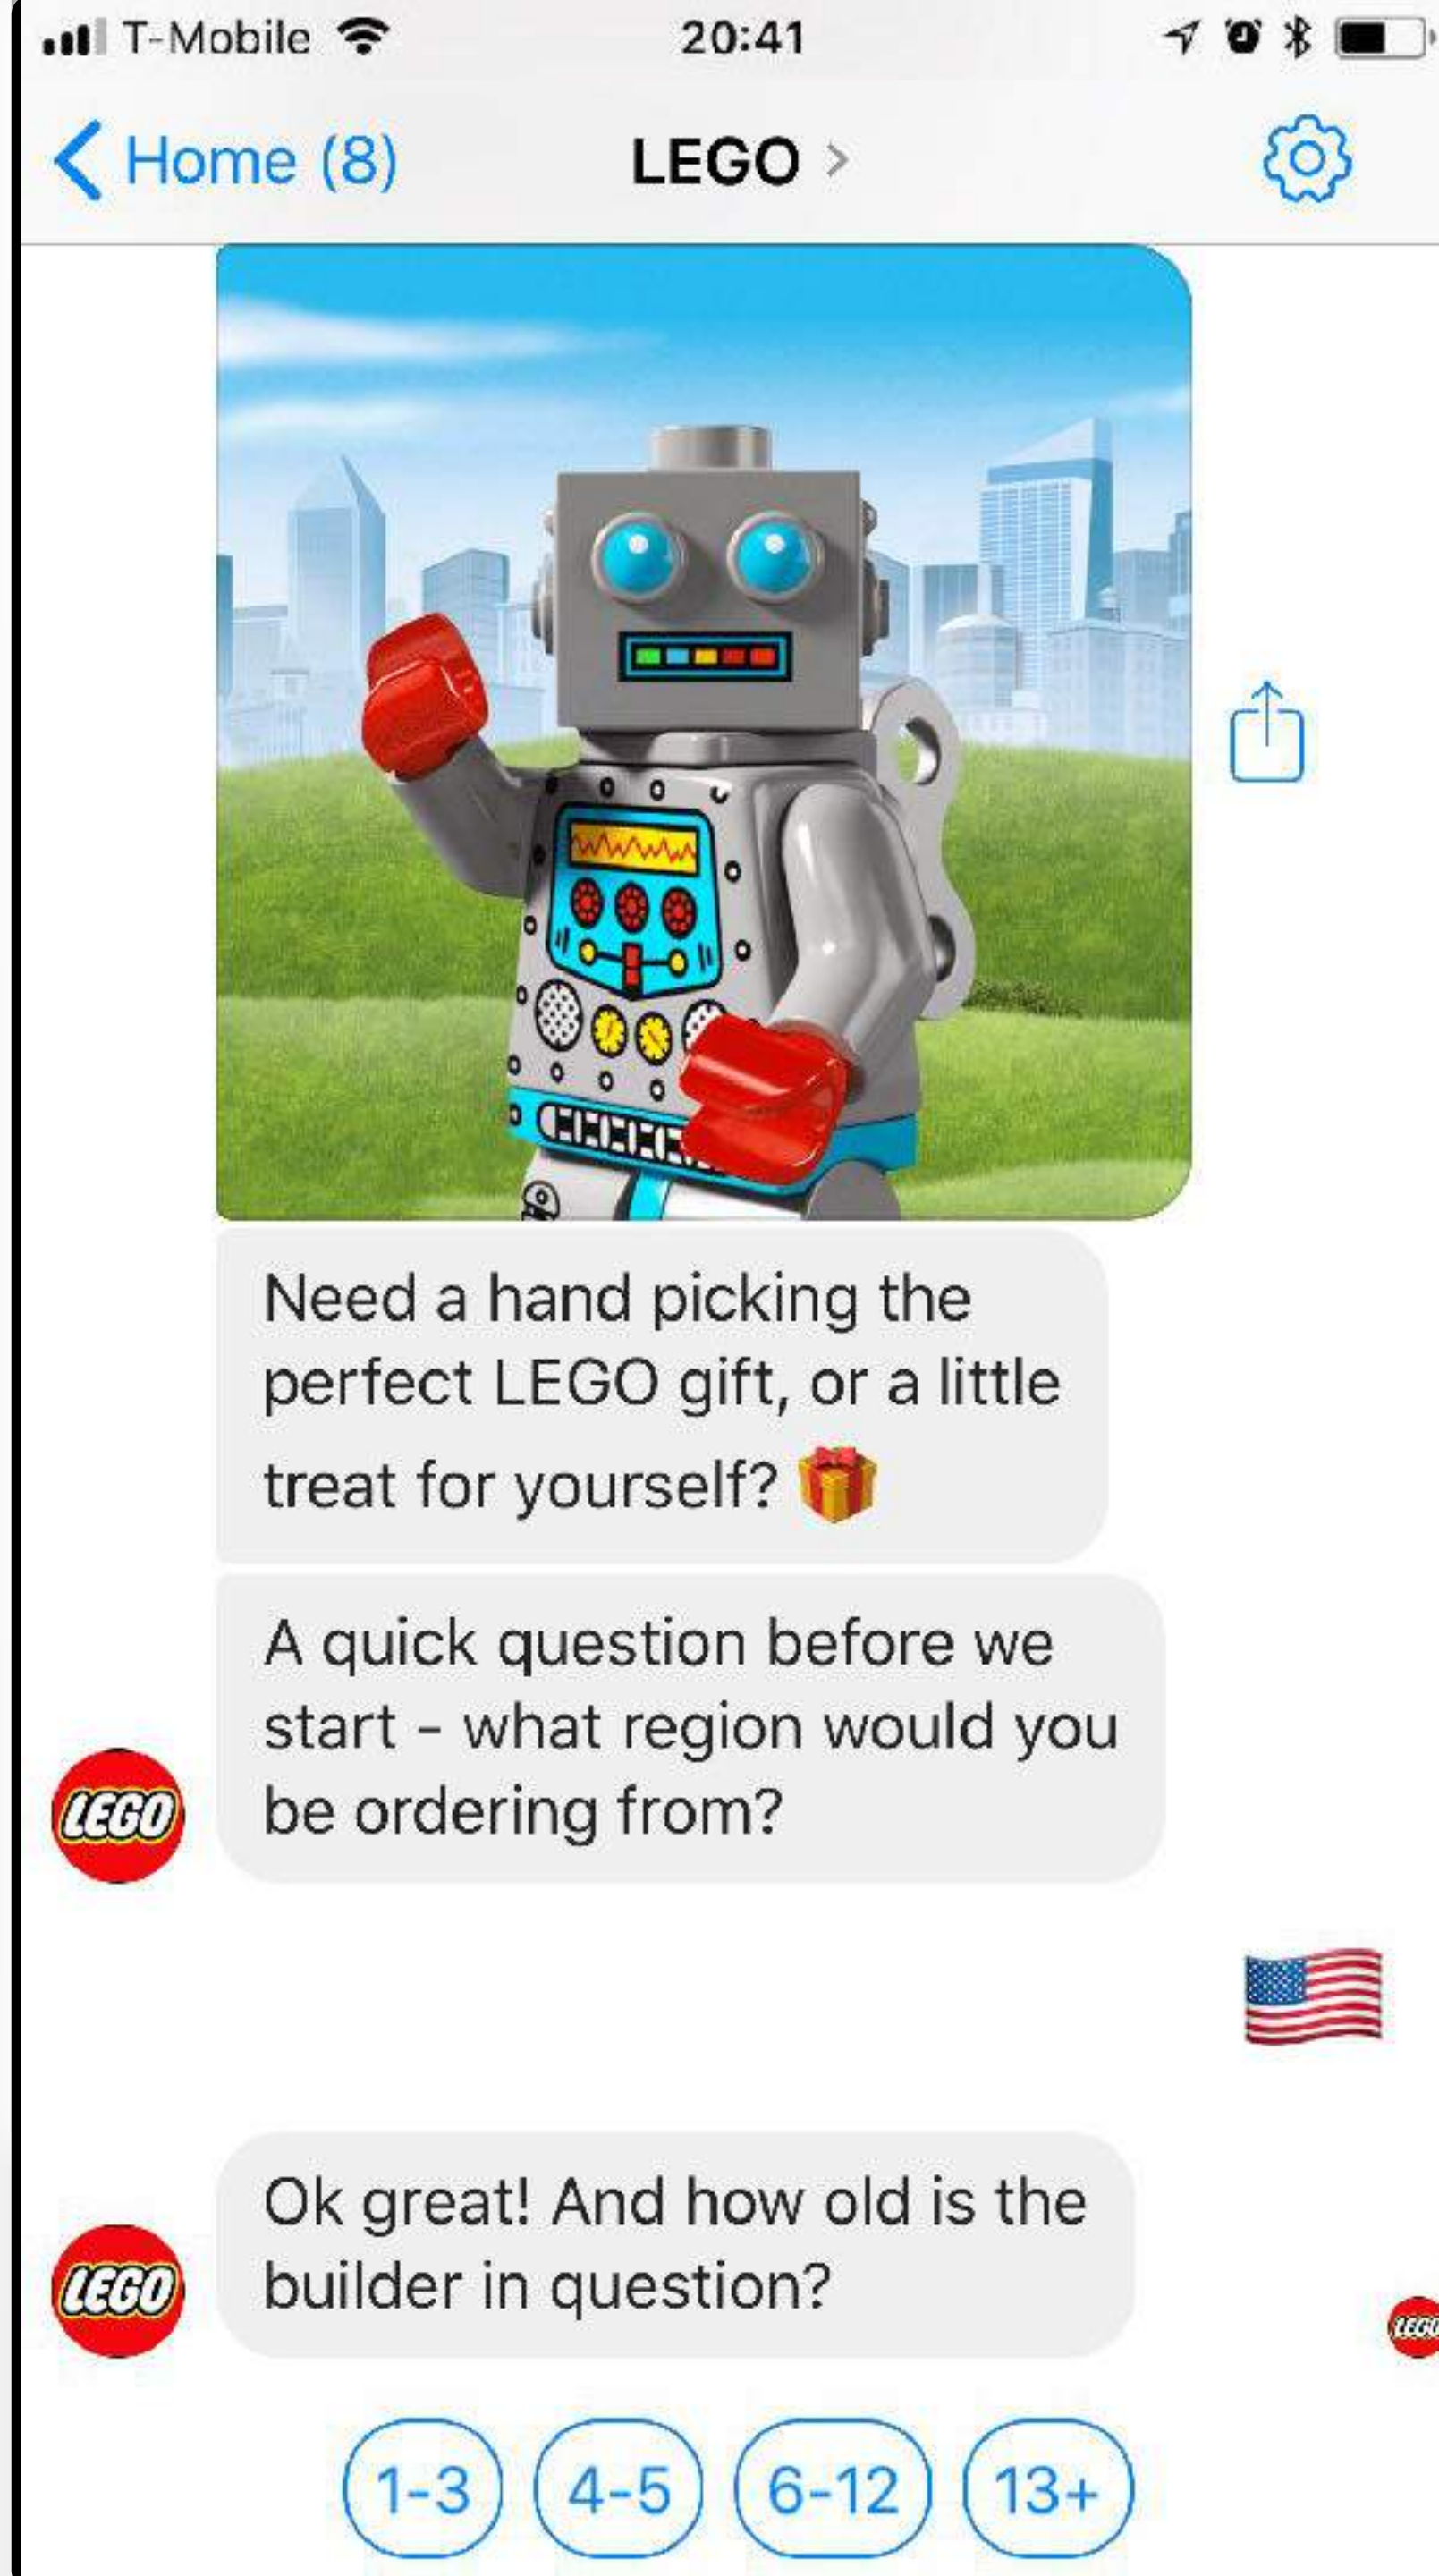 T-Mobile
20:41
Home (8)
LEGO
Need a hand picking the
perfect LEGO gift, or a little
treat for yourself? 🎁
A quick question before we
start - what region would you
be ordering from?
LEGO
🇺🇸
Ok great! And how old is the
builder in question?
LEGO
LEGO
1-3
4-5
6-12
13+